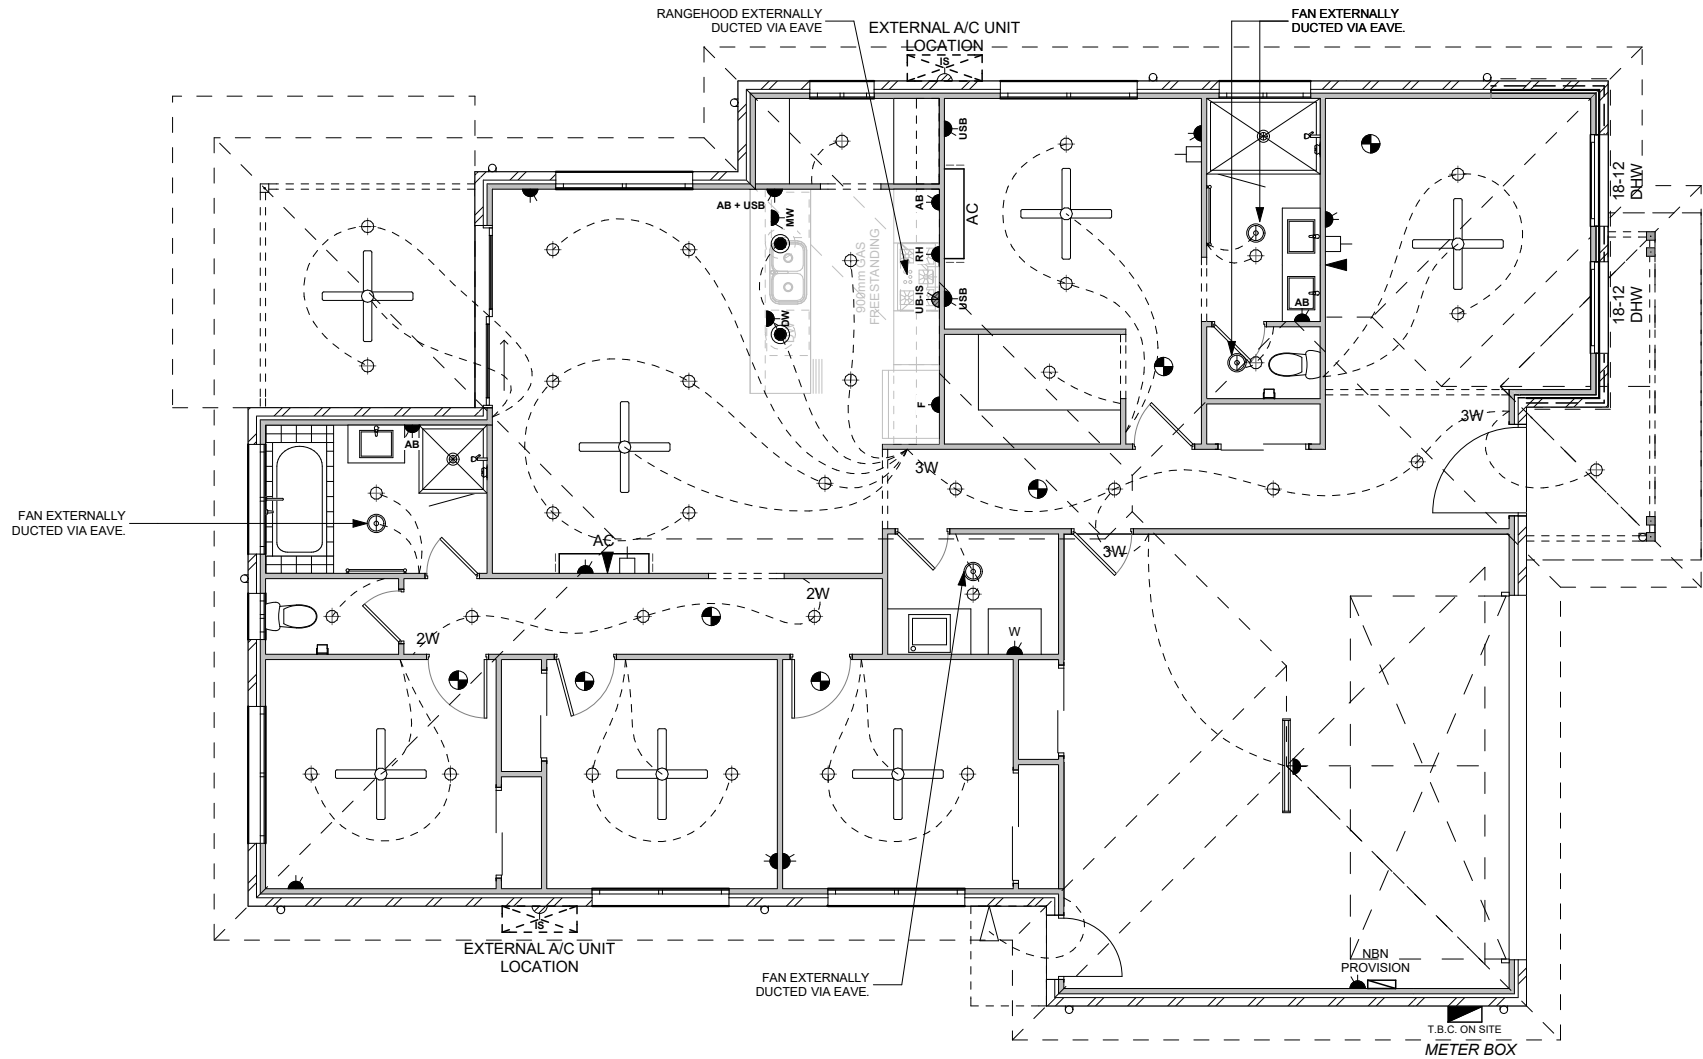 RANGEHOOD EXTERNALLY
DUCTED VIA EAVE
EXTERNAL A/C UNIT
LOCATION
IS
FAN EXTERNALLY
DUCTED VIA EAVE.
USB
AB + USB
MW
AB
AC
RH
900mm GAS
FREESTANDING
UB-IS
USB
DW
F
AB
18-12
DHW
18-12
DHW
3W
3W
AB
FAN EXTERNALLY
DUCTED VIA EAVE.
AC
3W
2W
2W
W
IS
EXTERNAL A/C UNIT
LOCATION
FAN EXTERNALLY
DUCTED VIA EAVE.
NBN
PROVISION
T.B.C. ON SITE
METER BOX